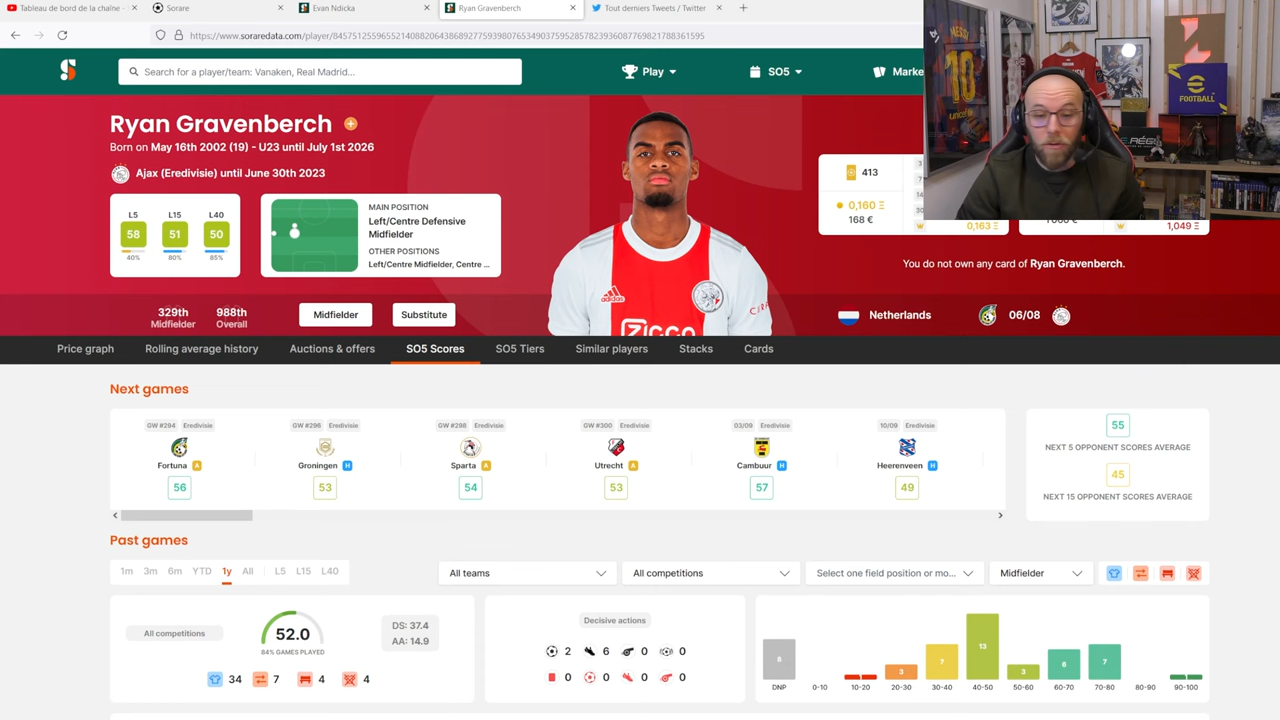 Tableau de bord de la chaîne -
Sorare
Evan Ndicka
Ryan Gravenberch
Tout derniers Tweets / Twitter
Search for a player/team: Vanaken, Real Madrid...
Play
SO5
Marke
Ryan Gravenberch
Born on May 16th 2002 (19) - U23 until July 1st 2026
Ajax (Eredivisie) until June 30th 2023
L5 L15 L40
58 51 50
40% 80% 85%
MAIN POSITION
Left/Centre Defensive
Midfielder
OTHER POSITIONS
Left/Centre Midfielder, Centre ...
413
0,160 Ξ
168 €
0,163 Ξ
1,049 Ξ
You do not own any card of Ryan Gravenberch.
329th
Midfielder
988th
Overall
Midfielder
Substitute
Netherlands
06/08
Price graph
Rolling average history
Auctions & offers
SO5 Scores
SO5 Tiers
Similar players
Stacks
Cards
Next games
GW #294 Eredivisie
Fortuna A
56
GW #296 Eredivisie
Groningen H
53
GW #298 Eredivisie
Sparta A
54
GW #300 Eredivisie
Utrecht A
53
03/09 Eredivisie
Cambuur H
57
10/09 Eredivisie
Heerenveen H
49
55
NEXT 5 OPPONENT SCORES AVERAGE
45
NEXT 15 OPPONENT SCORES AVERAGE
Past games
1m 3m 6m YTD 1y All L5 L15 L40
All teams
All competitions
Select one field position or mo...
Midfielder
All competitions
52.0
84% GAMES PLAYED
DS: 37.4
AA: 14.9
34 7 4 4
Decisive actions
2 6 0 0
0 0 0 0
8 3 7 13 3 6 7
DNP 0-10 10-20 20-30 30-40 40-50 50-60 60-70 70-80 80-90 90-100
MESSI
10
FOOTBALL